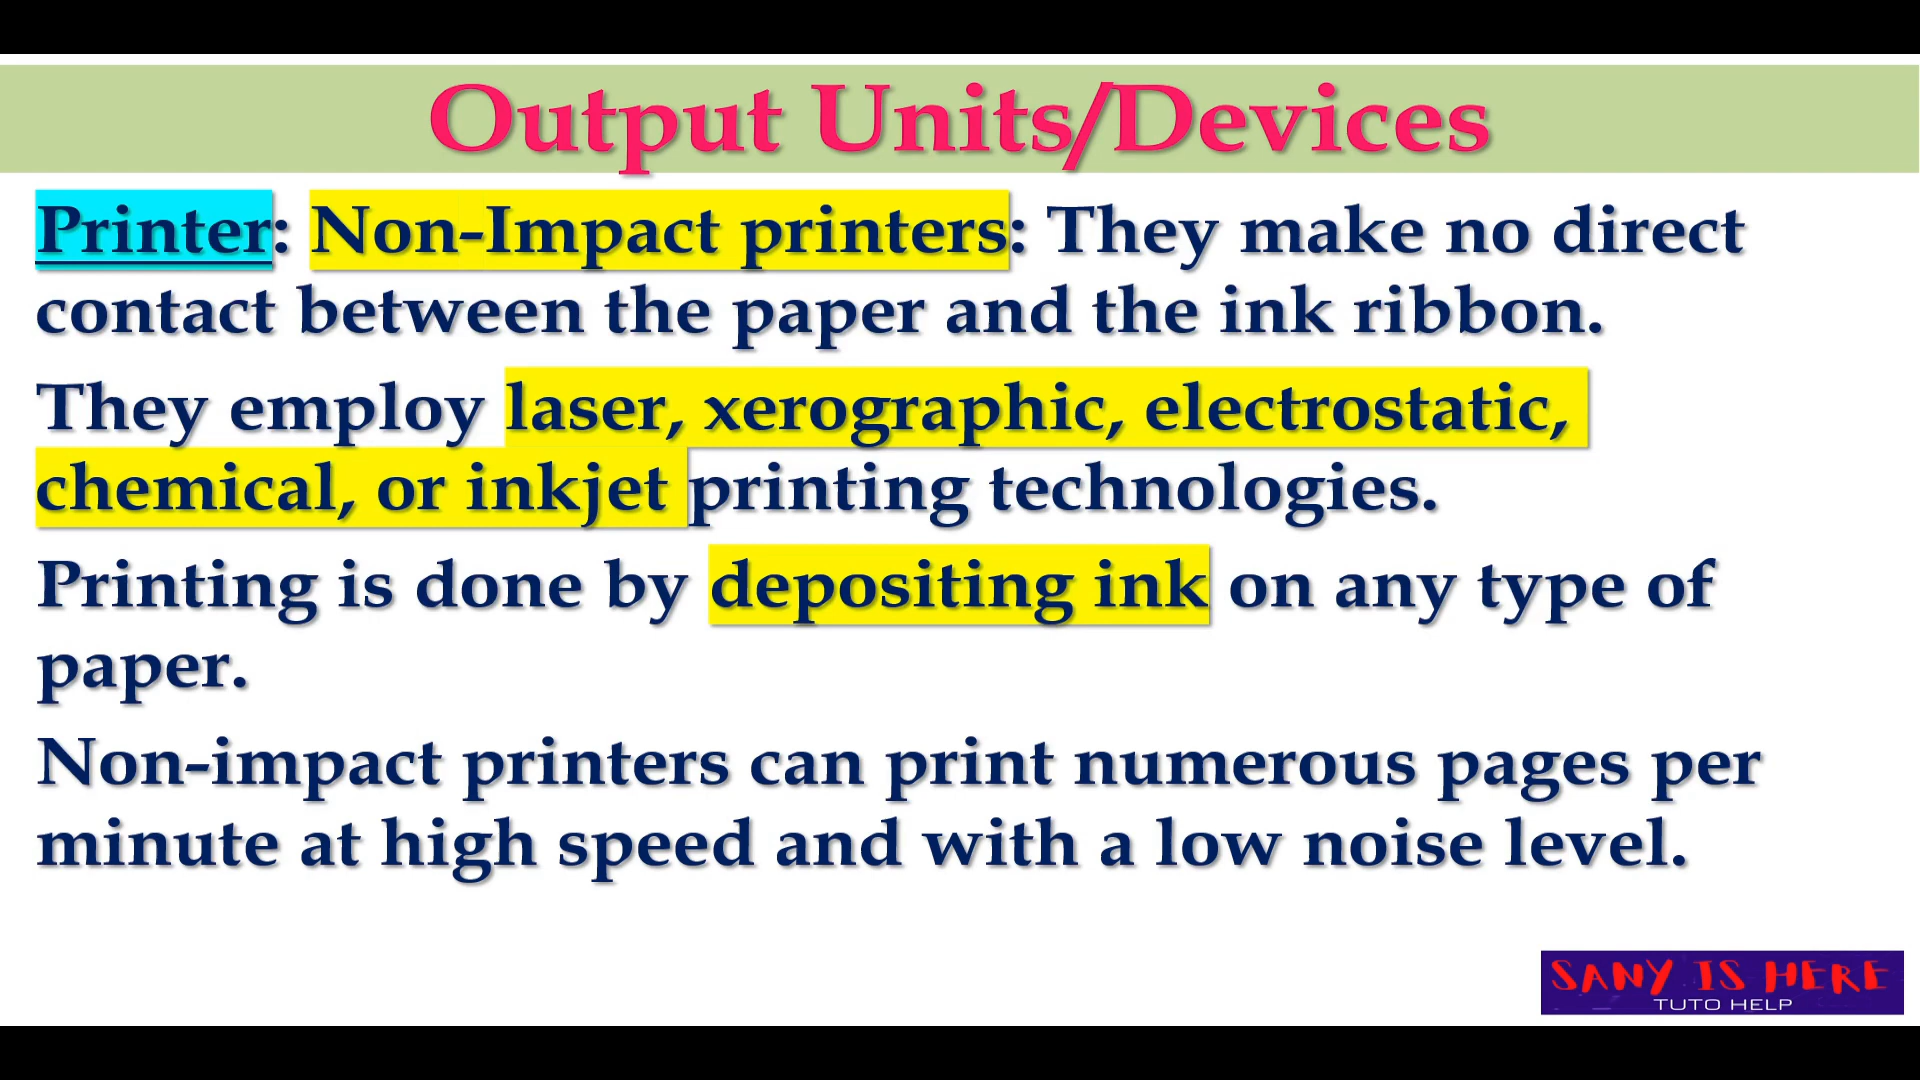 Output Units/Devices
Printer: Non-Impact printers: They make no direct
contact between the paper and the ink ribbon.
They employ laser, xerographic, electrostatic,
chemical, or inkjet printing technologies.
Printing is done by depositing ink on any type of
paper.
Non-impact printers can print numerous pages per
minute at high speed and with a low noise level.
SANY IS HERE
TUTO HELP